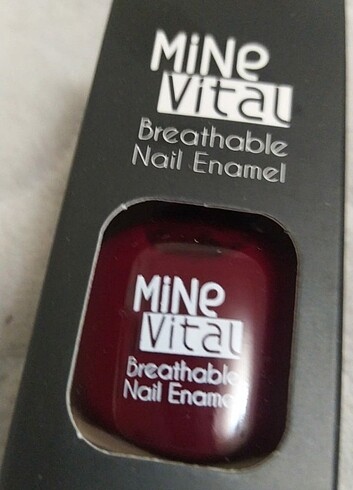 MiNe
Vital
Breathable
Nail Enamel
MiNe
Vital
Breathable
Nail Enamel